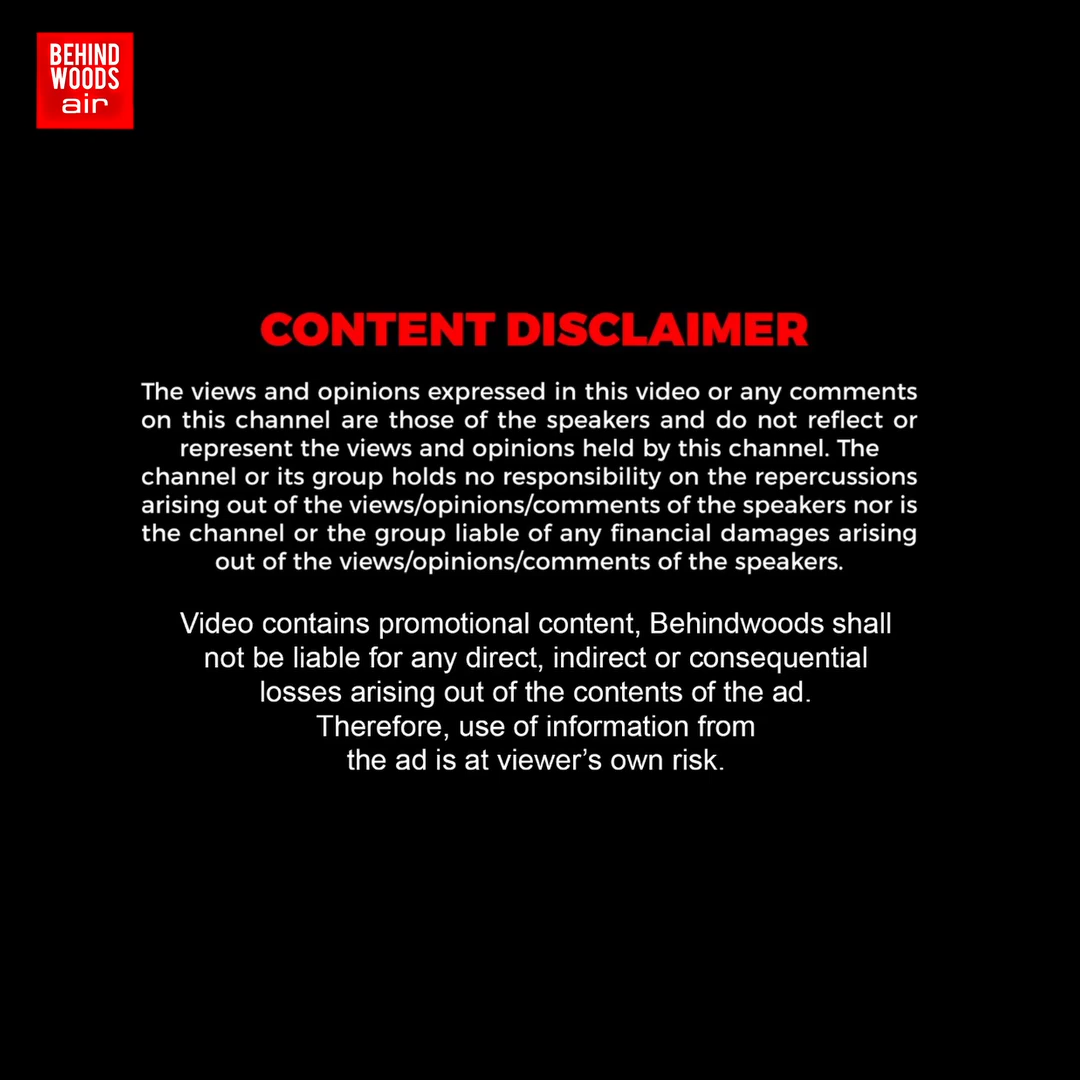 BEHIND
WOODS
air
CONTENT DISCLAIMER
The views and opinions expressed in this video or any comments
on this channel are those of the speakers and do not reflect or
represent the views and opinions held by this channel. The
channel or its group holds no responsibility on the repercussions
arising out of the views/opinions/comments of the speakers nor is
the channel or the group liable of any financial damages arising
out of the views/opinions/comments of the speakers.
Video contains promotional content, Behindwoods shall
not be liable for any direct, indirect or consequential
losses arising out of the contents of the ad.
Therefore, use of information from
the ad is at viewer’s own risk.